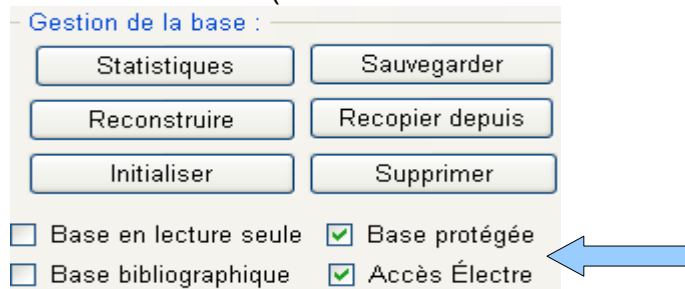 (
Gestion de la base :
Statistiques Sauvegarder
Reconstruire Recopier depuis
Initialiser Supprimer
Base en lecture seule Base protégée
Base bibliographique Accès Électre